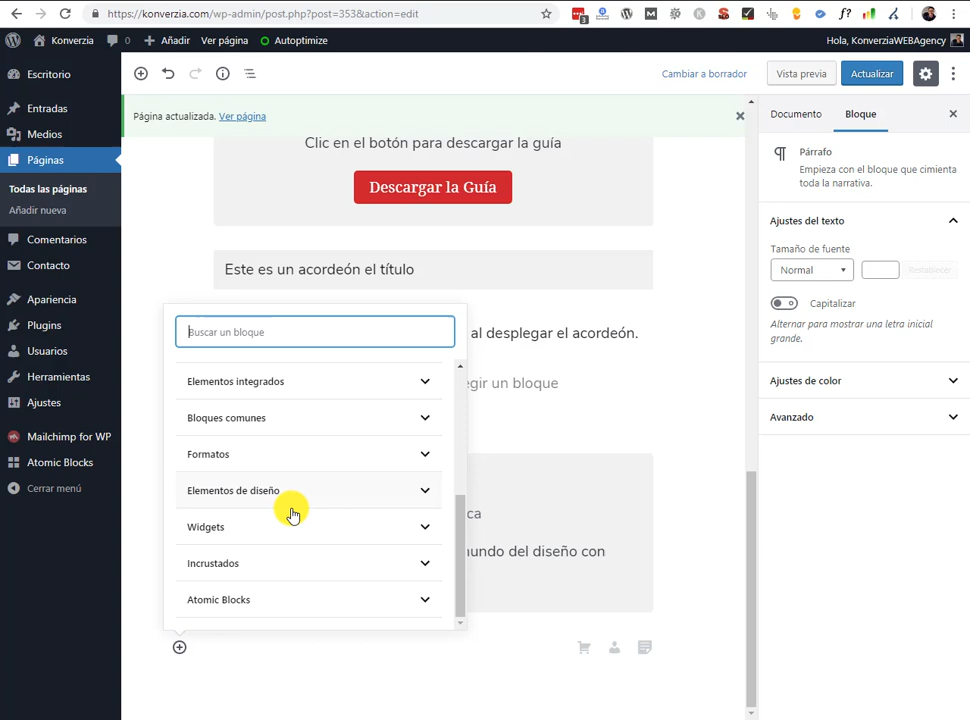 https://konverzia.com/wp-admin/post.php?post=353&action=edit
Konverzia
0
Añadir
Ver página
Autoptimize
Hola, KonverziaWEBAgency
Escritorio
Entradas
Medios
Páginas
Todas las páginas
Añadir nueva
Comentarios
Contacto
Apariencia
Plugins
Usuarios
Herramientas
Ajustes
Mailchimp for WP
Atomic Blocks
Cerrar menú
Cambiar a borrador
Vista previa
Actualizar
Página actualizada. Ver página
Clic en el botón para descargar la guía
Descargar la Guía
Este es un acordeón el título
al desplegar el acordeón.
egir un bloque
ca
undo del diseño con
Buscar un bloque
Elementos integrados
Bloques comunes
Formatos
Elementos de diseño
Widgets
Incrustados
Atomic Blocks
Documento
Bloque
Párrafo
Empieza con el bloque que cimienta
toda la narrativa.
Ajustes del texto
Tamaño de fuente
Normal
Restablecer
Capitalizar
Alternar para mostrar una letra inicial
grande.
Ajustes de color
Avanzado